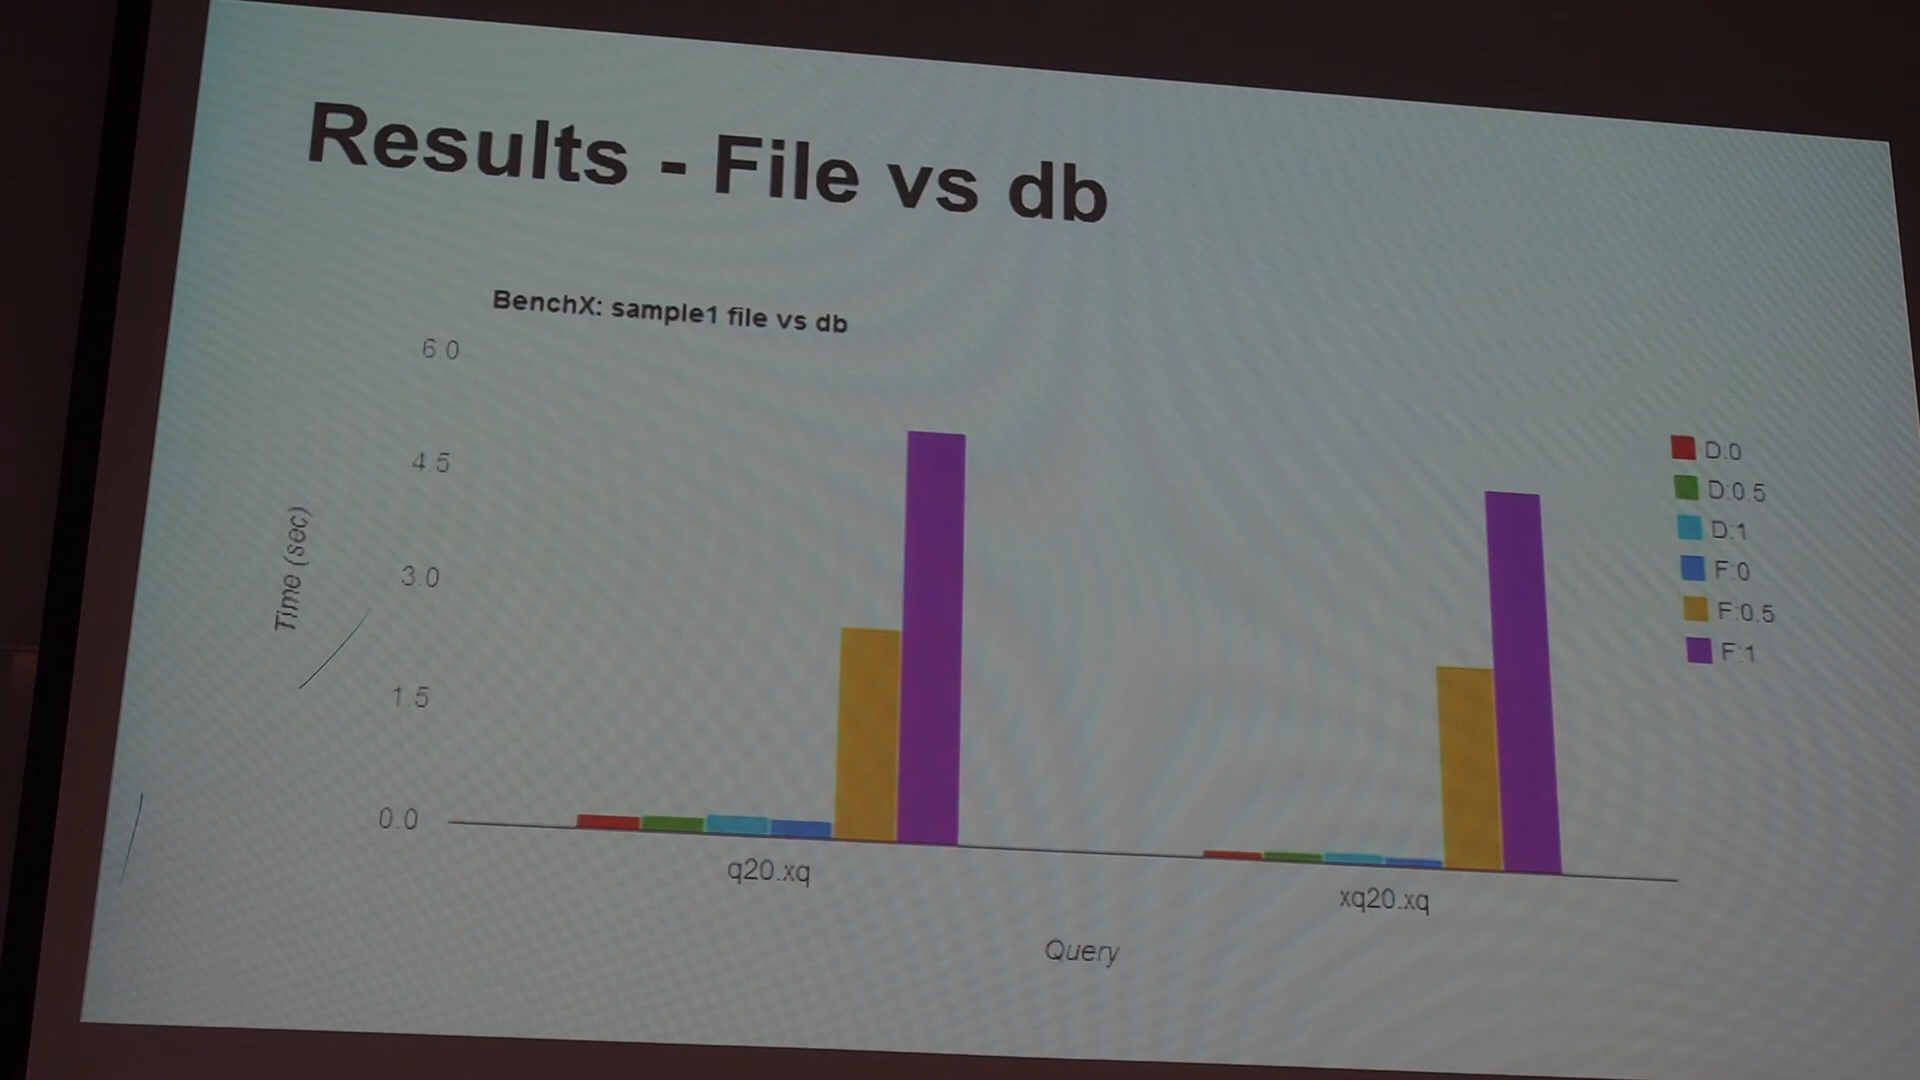 Results - File vs db
BenchX: sample1 file vs db
6.0
4.5
3.0
1.5
0.0
Time (sec)
q20.xq
xq20.xq
Query
D:0
D:0.5
D:1
F:0
F:0.5
F:1